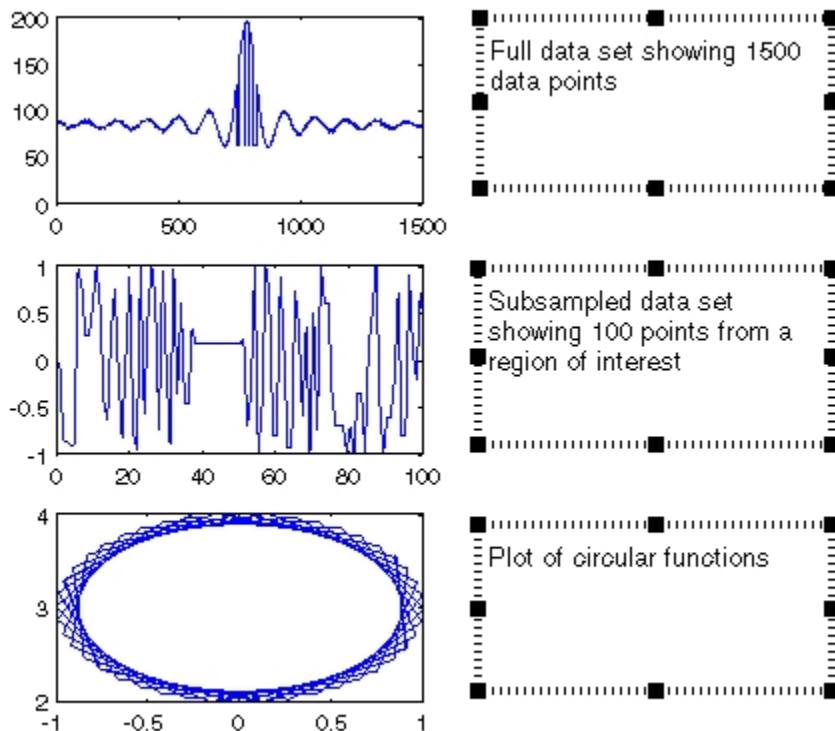 200
150
100
50
0
0 500 1000 1500
Full data set showing 1500
data points
1
0.5
0
-0.5
-1
0 20 40 60 80 100
Subsampled data set
showing 100 points from a
region of interest
4
3
2
-1 -0.5 0 0.5 1
Plot of circular functions